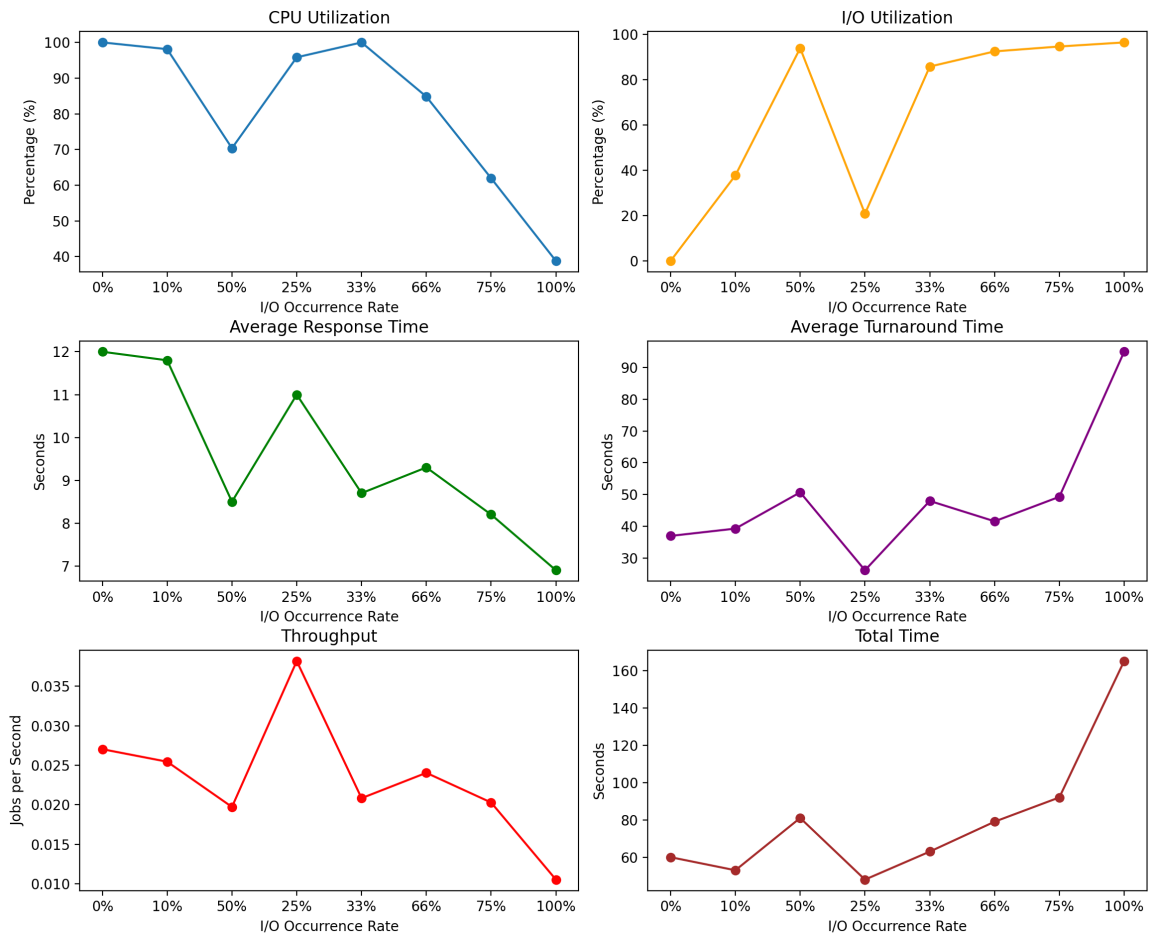 CPU Utilization
Percentage (%)
100
90
80
70
60
50
40
0% 10% 50% 25% 33% 66% 75% 100%
I/O Occurrence Rate
I/O Utilization
Percentage (%)
100
80
60
40
20
0
0% 10% 50% 25% 33% 66% 75% 100%
I/O Occurrence Rate
Average Response Time
Seconds
12
11
10
9
8
7
0% 10% 50% 25% 33% 66% 75% 100%
I/O Occurrence Rate
Average Turnaround Time
Seconds
90
80
70
60
50
40
30
0% 10% 50% 25% 33% 66% 75% 100%
I/O Occurrence Rate
Throughput
Jobs per Second
0.035
0.030
0.025
0.020
0.015
0.010
0% 10% 50% 25% 33% 66% 75% 100%
I/O Occurrence Rate
Total Time
Seconds
160
140
120
100
80
60
0% 10% 50% 25% 33% 66% 75% 100%
I/O Occurrence Rate